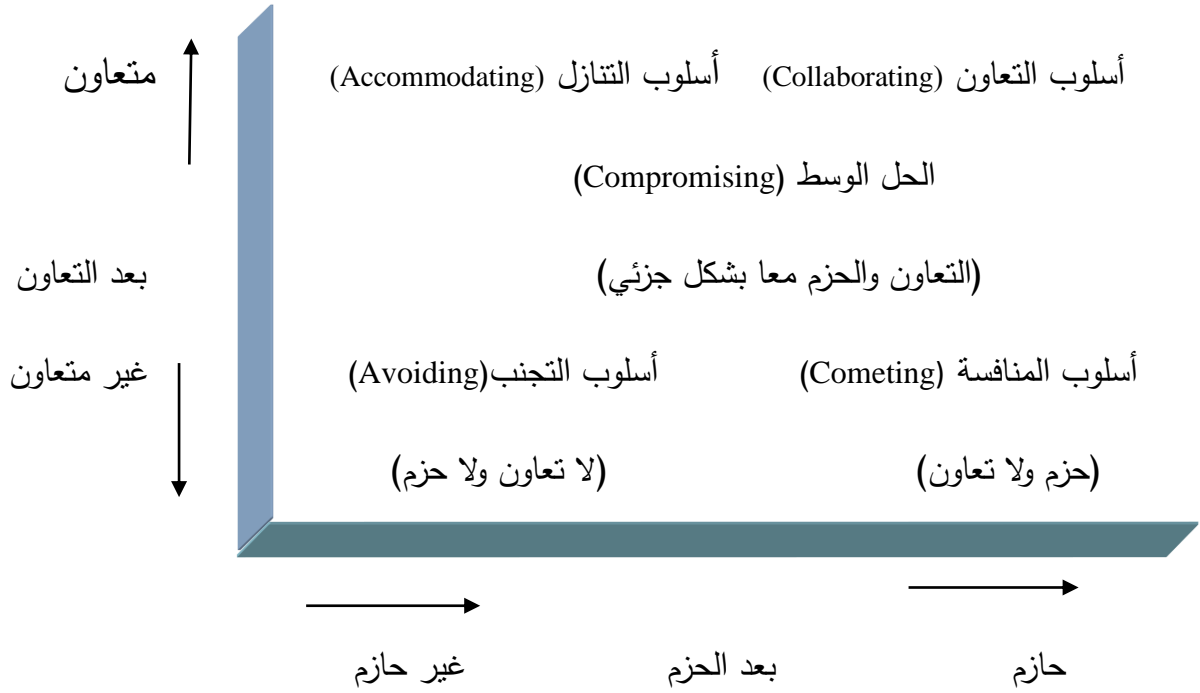 أسلوب التعاون (Collaborating) أسلوب التنازل (Accommodating) متعاون
الحل الوسط (Compromising)
(التعاون والحزم معا بشكل جزئي) بعد التعاون
أسلوب المنافسة (Cometing) أسلوب التجنب(Avoiding) غير متعاون
(حزم ولا تعاون) (لا تعاون ولا حزم)
حازم بعد الحزم غير حازم